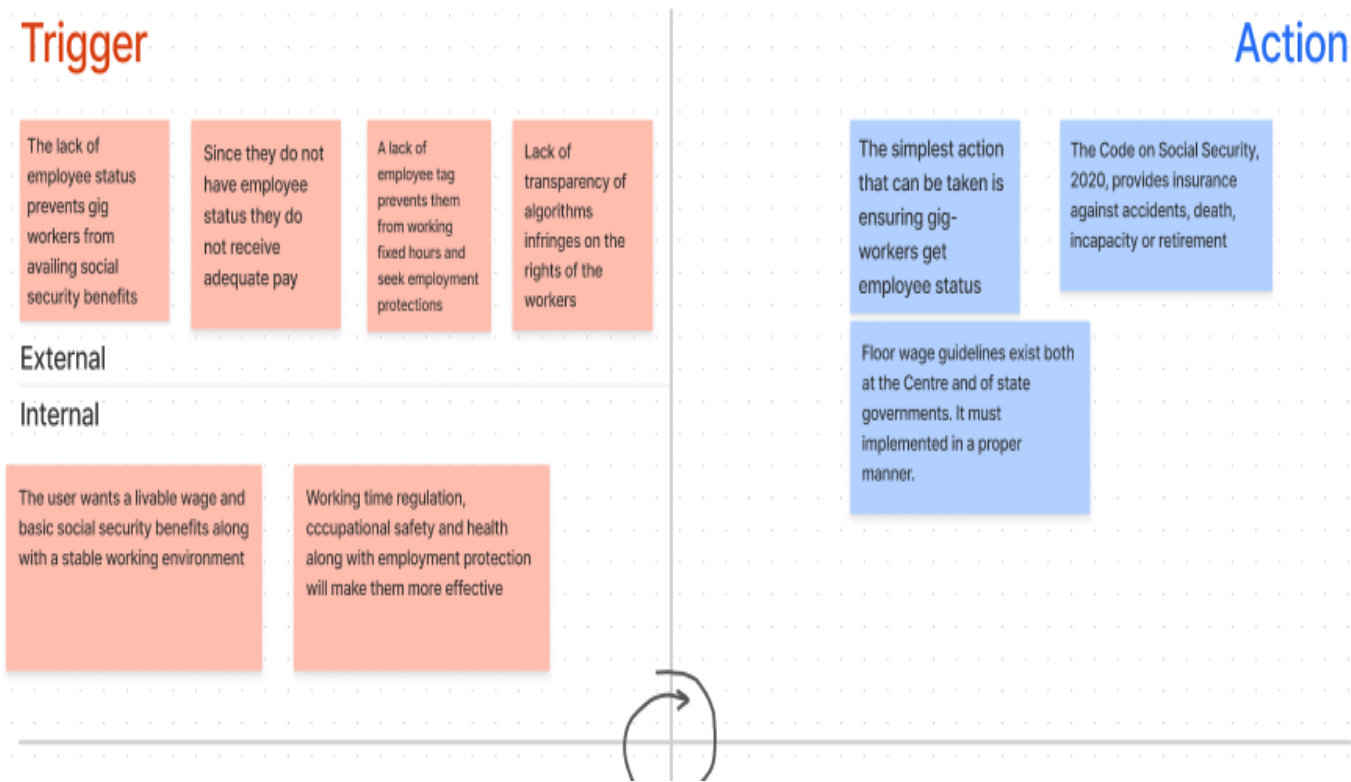 Trigger
Action
The lack of
employee status
prevents gig
workers from
availing social
security benefits
Since they do not
have employee
status they do
not receive
adequate pay
A lack of
employee tag
prevents them
from working
fixed hours and
seek employment
protections
Lack of
transparency of
algorithms
infringes on the
rights of the
workers
The simplest action
that can be taken is
ensuring gig-
workers get
employee status
The Code on Social Security,
2020, provides insurance
against accidents, death,
incapacity or retirement
External
Internal
Floor wage guidelines exist both
at the Centre and of state
governments. It must
implemented in a proper
manner.
The user wants a livable wage and
basic social security benefits along
with a stable working environment
Working time regulation,
cccupational safety and health
along with employment protection
will make them more effective